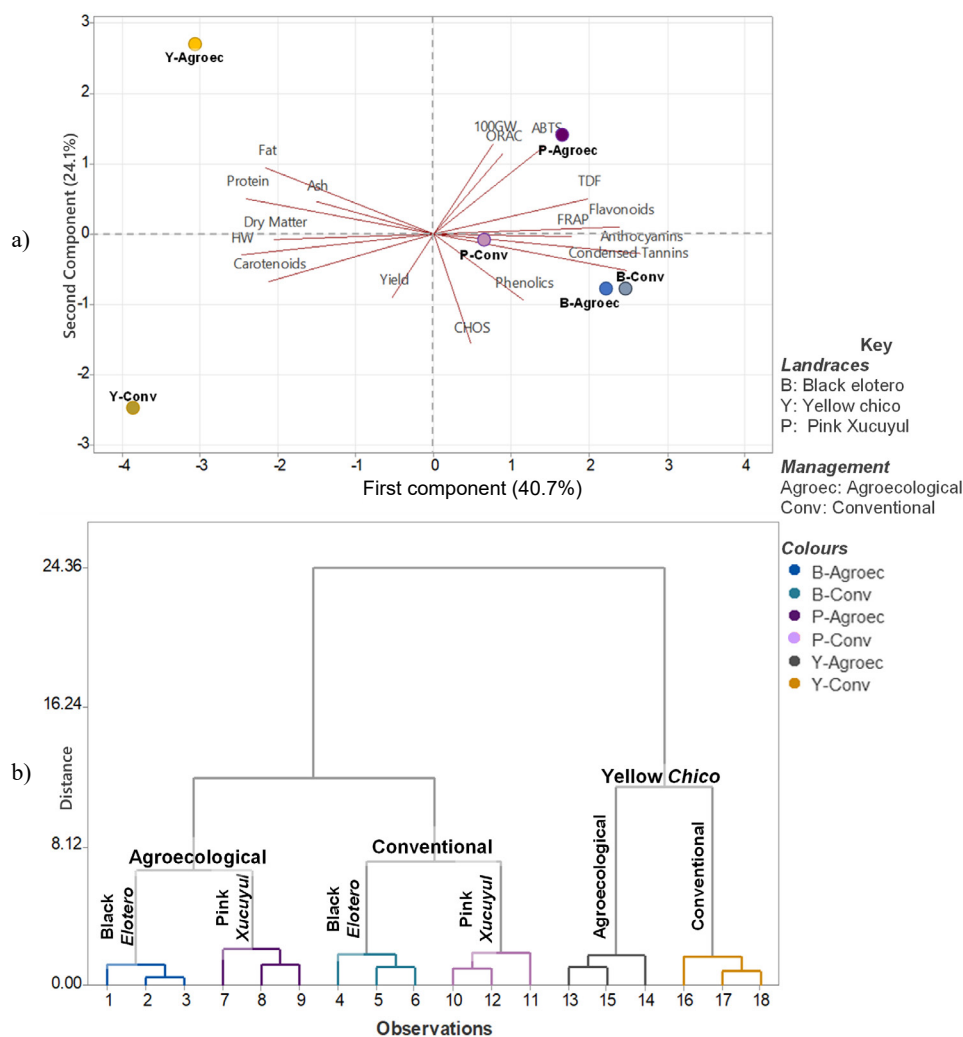 a)
Second Component (24.1%)
3
2
1
0
-1
-2
-3
Y-Agroec
100GW
ABTS
ORAC
P-Agroec
Fat
Protein
Ash
TDF
Flavonoids
Dry Matter
FRAP
HW
Anthocyanins
P-Conv
Condensed Tannins
Carotenoids
Yield
Phenolics
B-Conv
B-Agroec
CHOS
Y-Conv
-4 -3 -2 -1 0 1 2 3 4
First component (40.7%)
Key
Landraces
B: Black elotero
Y: Yellow chico
P: Pink Xucuyul
Management
Agroec: Agroecological
Conv: Conventional
Colours
B-Agroec
B-Conv
P-Agroec
P-Conv
Y-Agroec
Y-Conv
b)
Distance
24.36
16.24
8.12
0.00
Yellow Chico
Agroecological
Conventional
Black
Elotero
Pink
Xucuyul
Black
Elotero
Pink
Xucuyul
Agroecological
Conventional
1 2 3 7 8 9 4 5 6 10 12 11 13 15 14 16 17 18
Observations